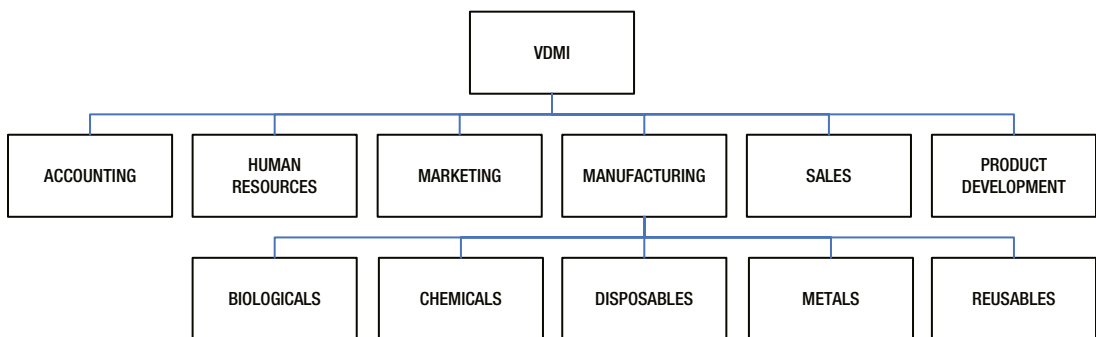 VDMI
ACCOUNTING
HUMAN
RESOURCES
MARKETING
MANUFACTURING
SALES
PRODUCT
DEVELOPMENT
BIOLOGICALS
CHEMICALS
DISPOSABLES
METALS
REUSABLES